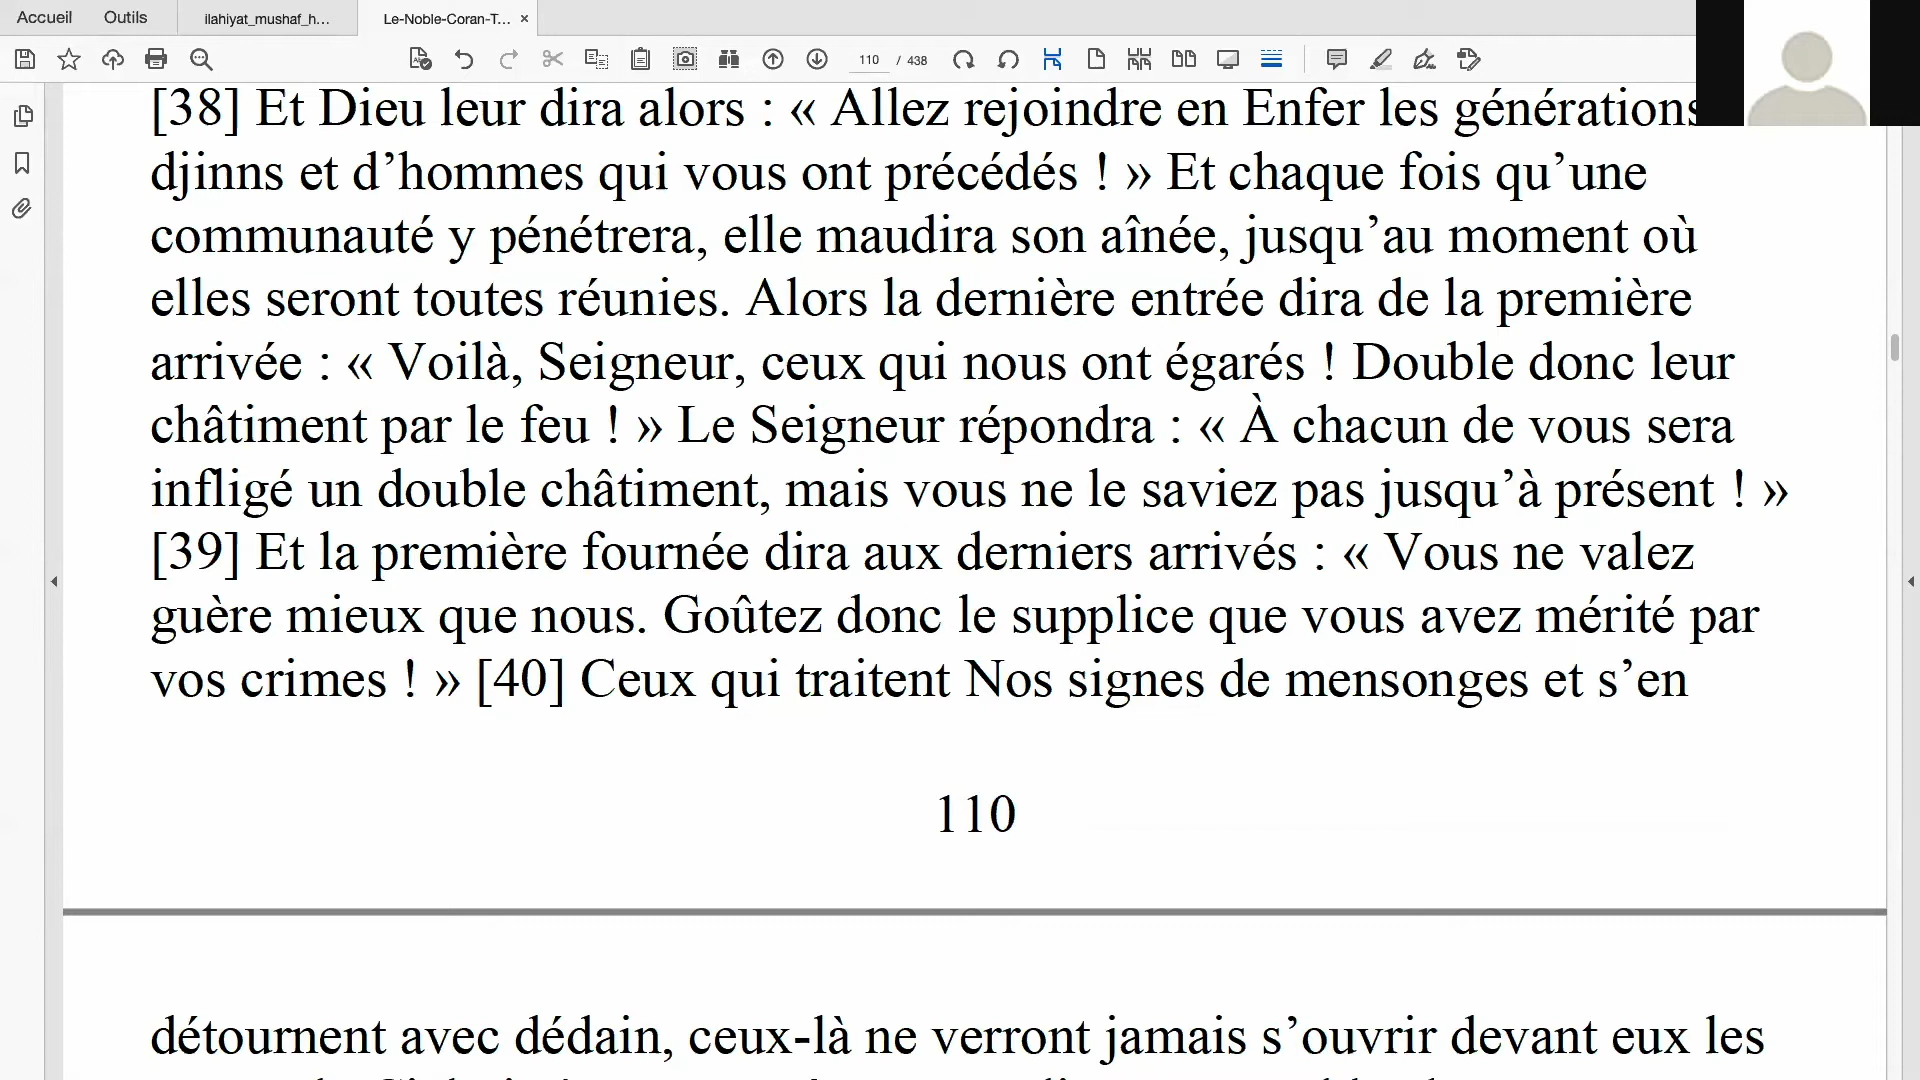 Accueil Outils ilahiyat_mushaf_h... Le-Noble-Coran-T... ×
110 / 438
[38] Et Dieu leur dira alors : « Allez rejoindre en Enfer les générations
djinns et d’hommes qui vous ont précédés ! » Et chaque fois qu’une
communauté y pénétrera, elle maudira son aînée, jusqu’au moment où
elles seront toutes réunies. Alors la dernière entrée dira de la première
arrivée : « Voilà, Seigneur, ceux qui nous ont égarés ! Double donc leur
châtiment par le feu ! » Le Seigneur répondra : « À chacun de vous sera
infligé un double châtiment, mais vous ne le saviez pas jusqu’à présent ! »
[39] Et la première fournée dira aux derniers arrivés : « Vous ne valez
guère mieux que nous. Goûtez donc le supplice que vous avez mérité par
vos crimes ! » [40] Ceux qui traitent Nos signes de mensonges et s’en
110
détournent avec dédain, ceux-là ne verront jamais s’ouvrir devant eux les